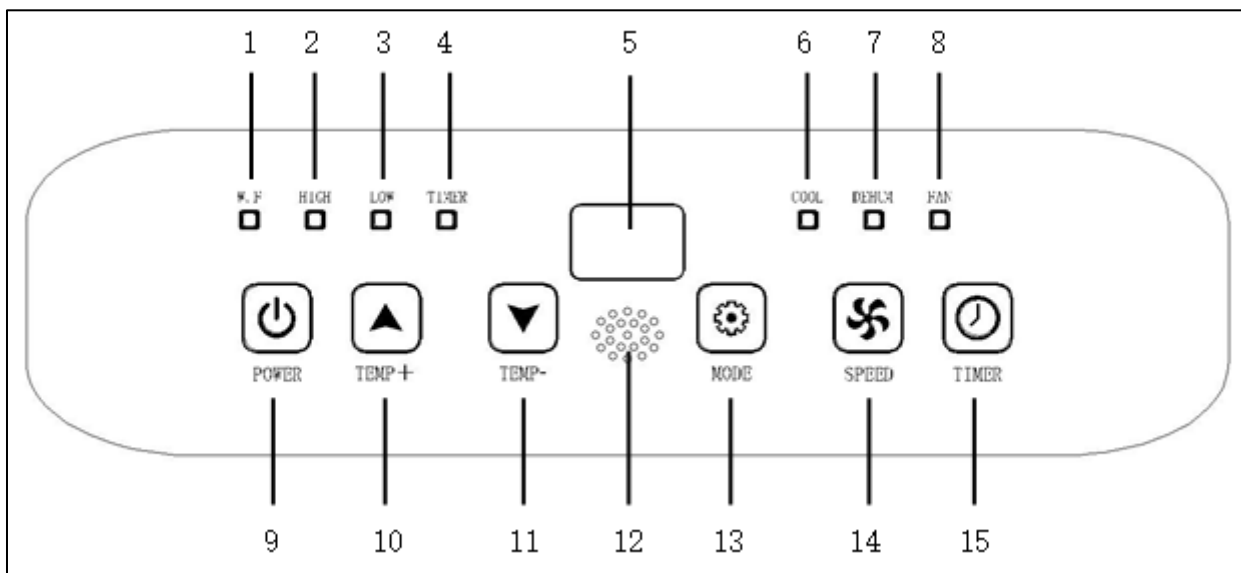 1 2 3 4 5 6 7 8
W.F HIGH LOW TIMER COOL DEHUM FAN
POWER TEMP+ TEMP- MODE SPEED TIMER
9 10 11 12 13 14 15